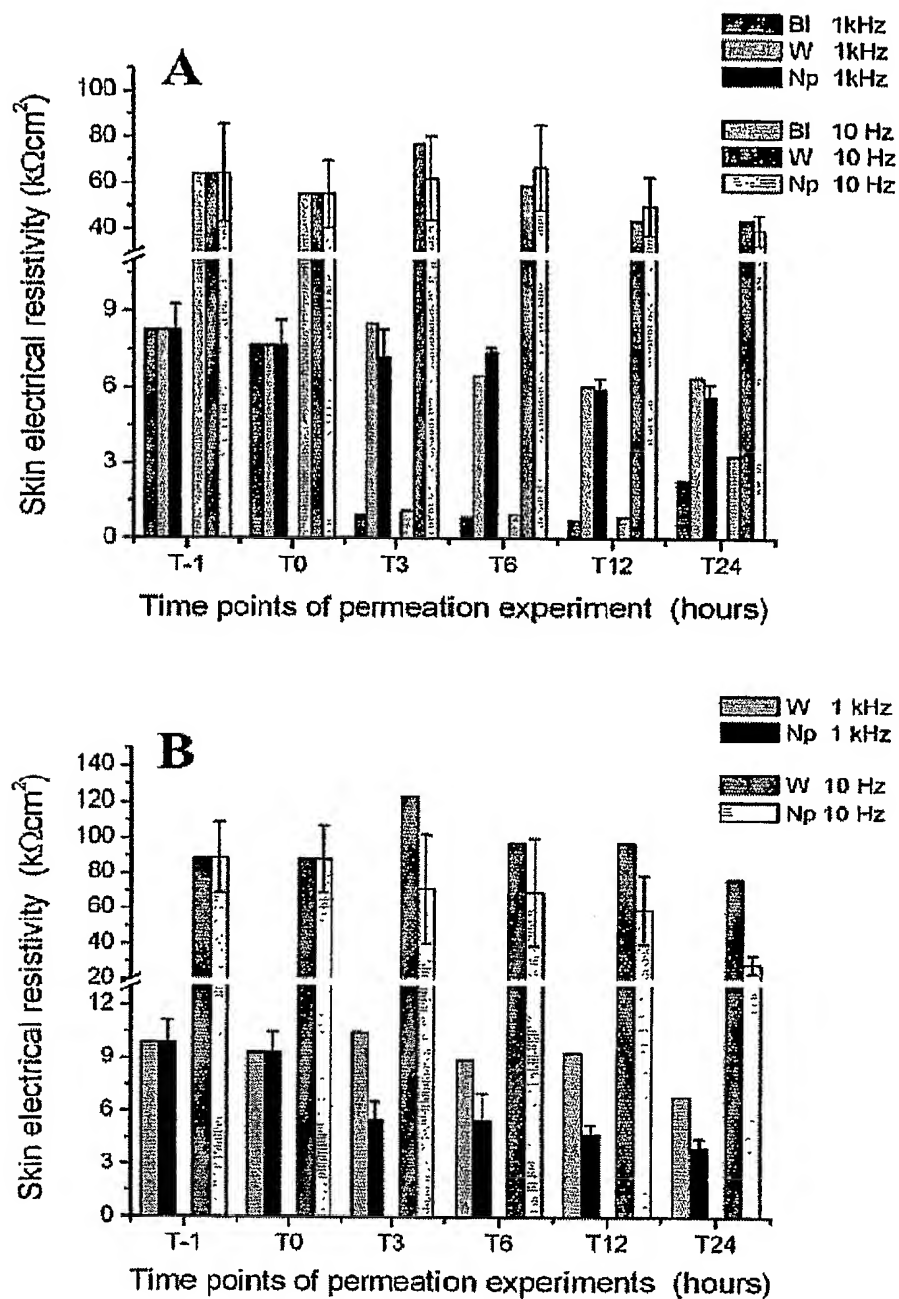 A
Bl 1kHz
W 1kHz
Np 1kHz
Bl 10 Hz
W 10 Hz
Np 10 Hz
Skin electrical resistivity (kΩcm²)
100
80
60
40
9
6
3
0
T-1 T0 T3 T6 T12 T24
Time points of permeation experiment (hours)
B
W 1 kHz
Np 1 kHz
W 10 Hz
Np 10 Hz
Skin electrical resistivity (kΩcm²)
140
120
100
80
60
40
20
12
9
6
3
0
T-1 T0 T3 T6 T12 T24
Time points of permeation experiments (hours)